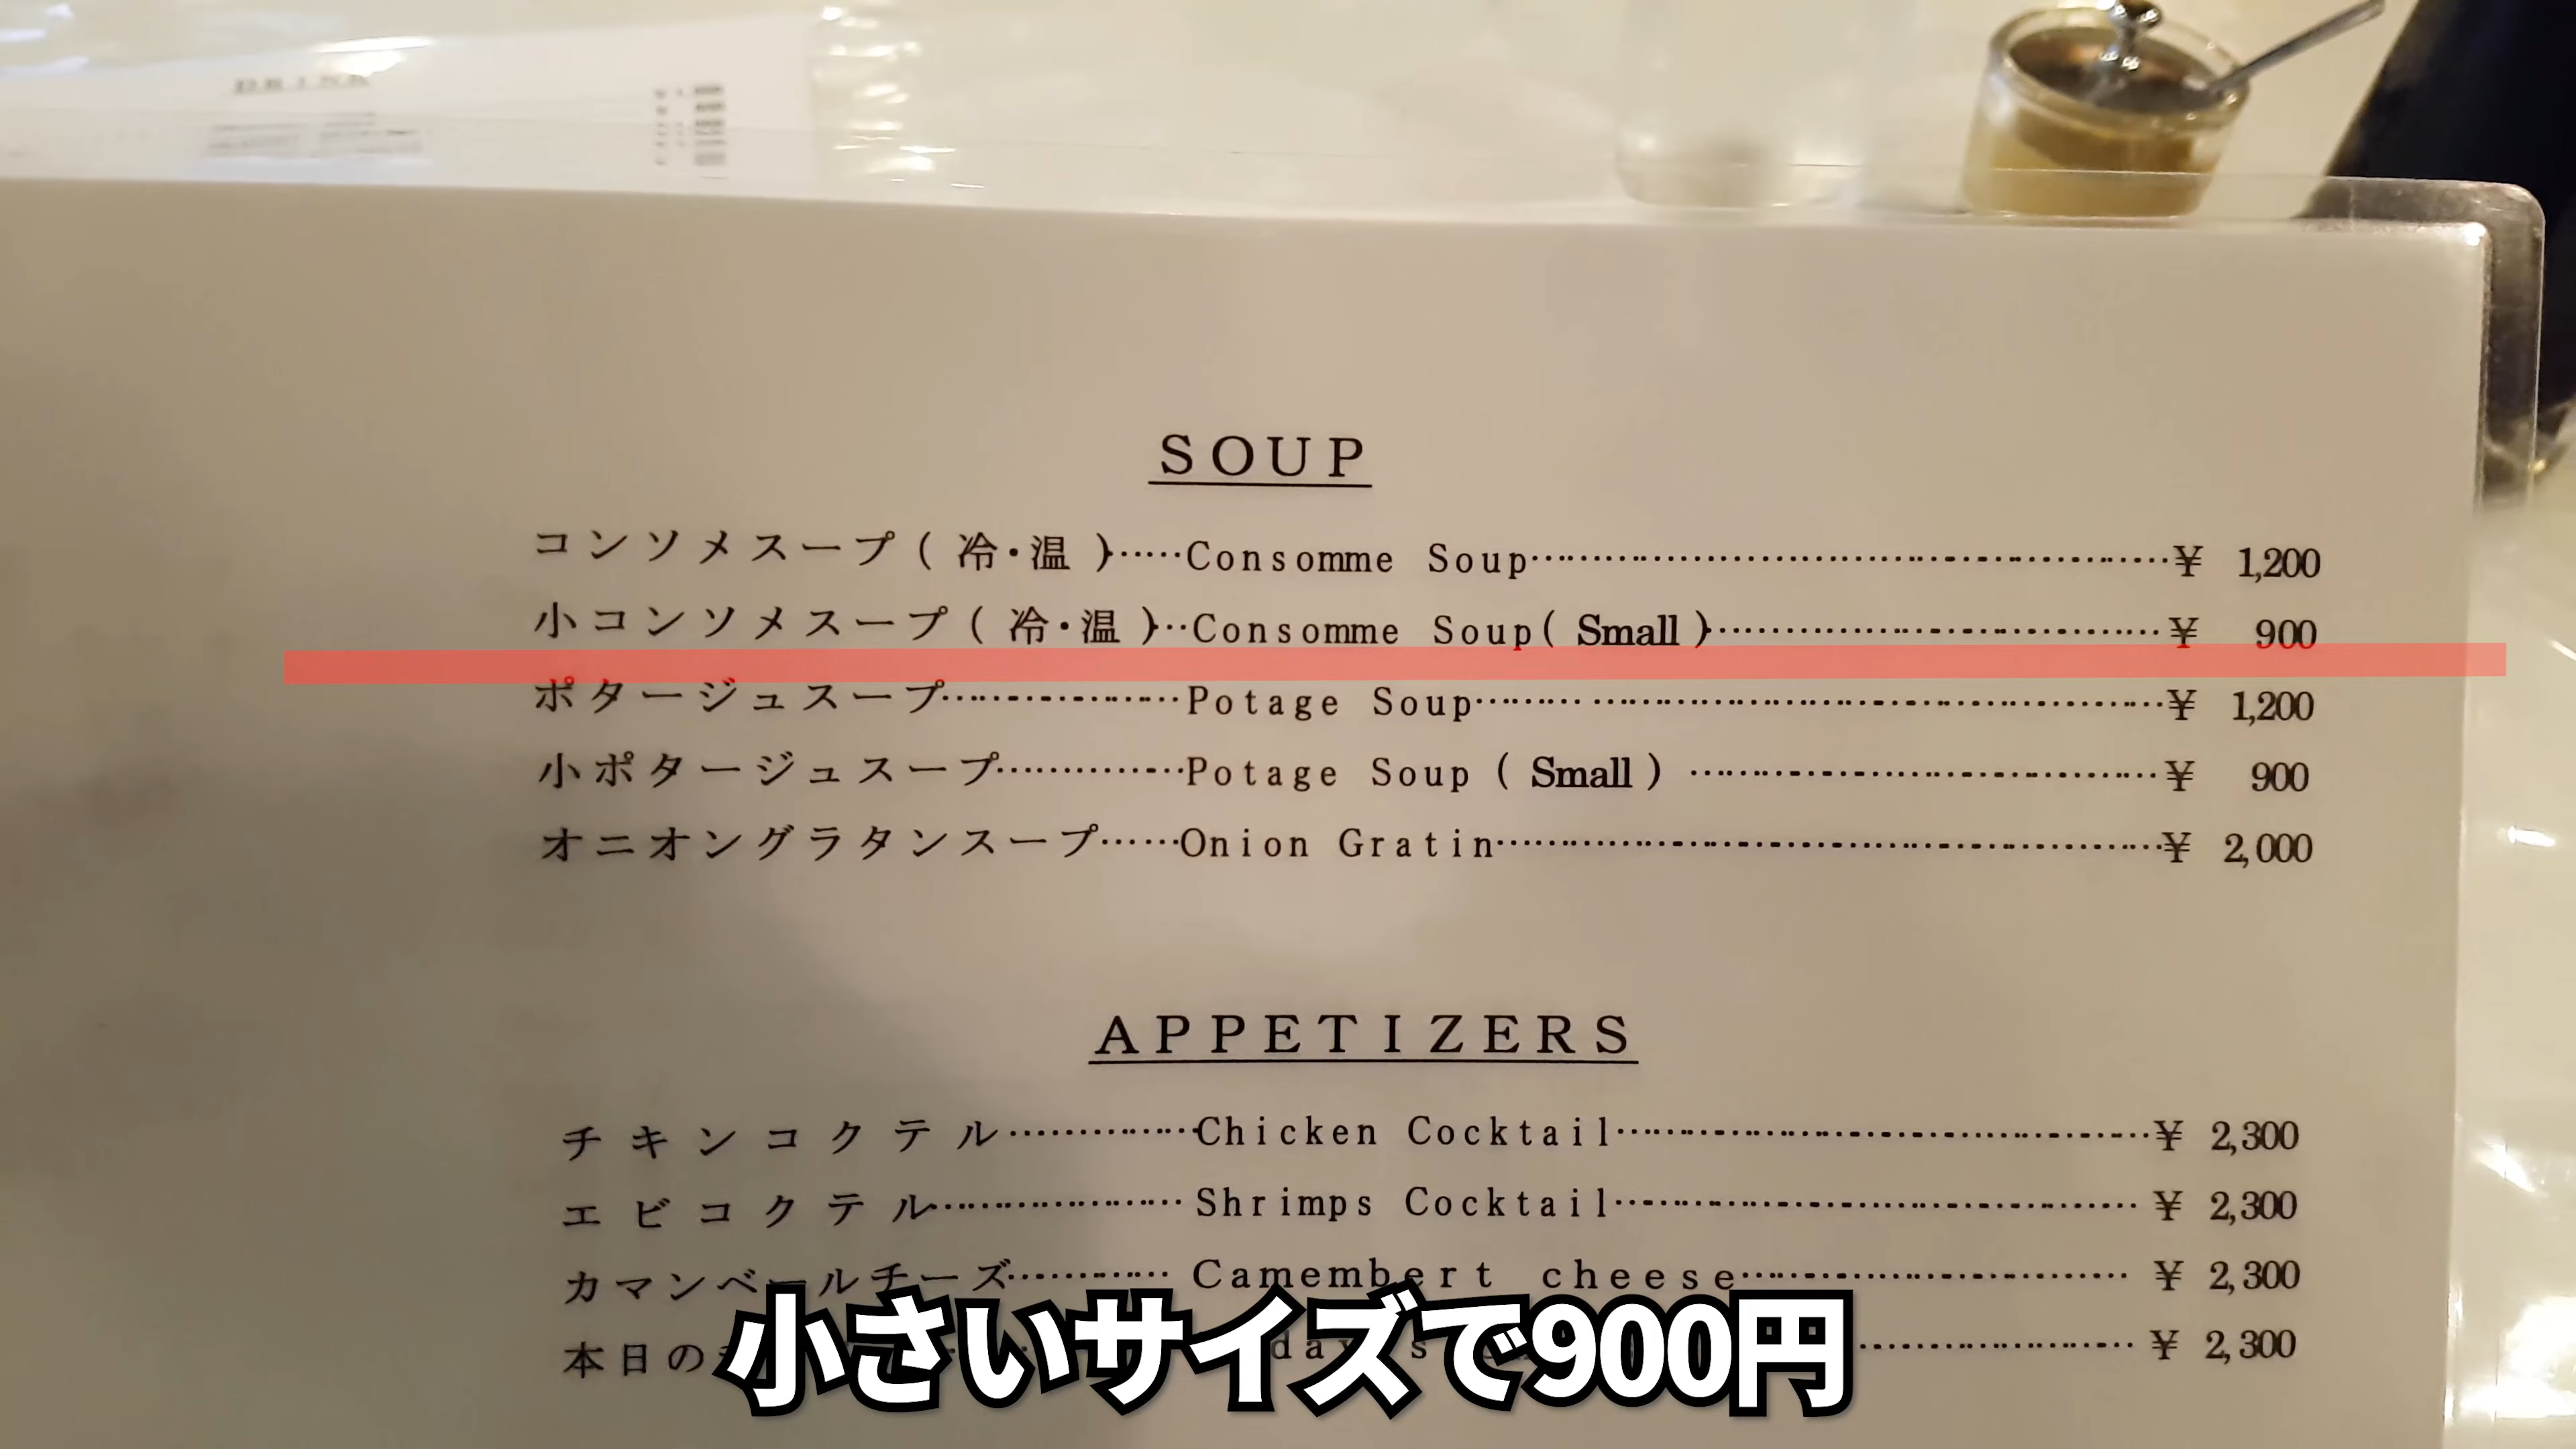 SOUP
コンソメスープ(冷・温)……Consomme Soup……¥ 1,200
小コンソメスープ(冷・温)…Consomme Soup(Small)……¥ 900
ポタージュスープ……Potage Soup……¥ 1,200
小ポタージュスープ……Potage Soup (Small)……¥ 900
オニオングラタンスープ……Onion Gratin……¥ 2,000
APPETIZERS
チキンコクテル……Chicken Cocktail……¥ 2,300
エビコクテル……Shrimps Cocktail……¥ 2,300
カマンベールチーズ……Camembert cheese……¥ 2,300
本日の……¥ 2,300
小さいサイズで900円